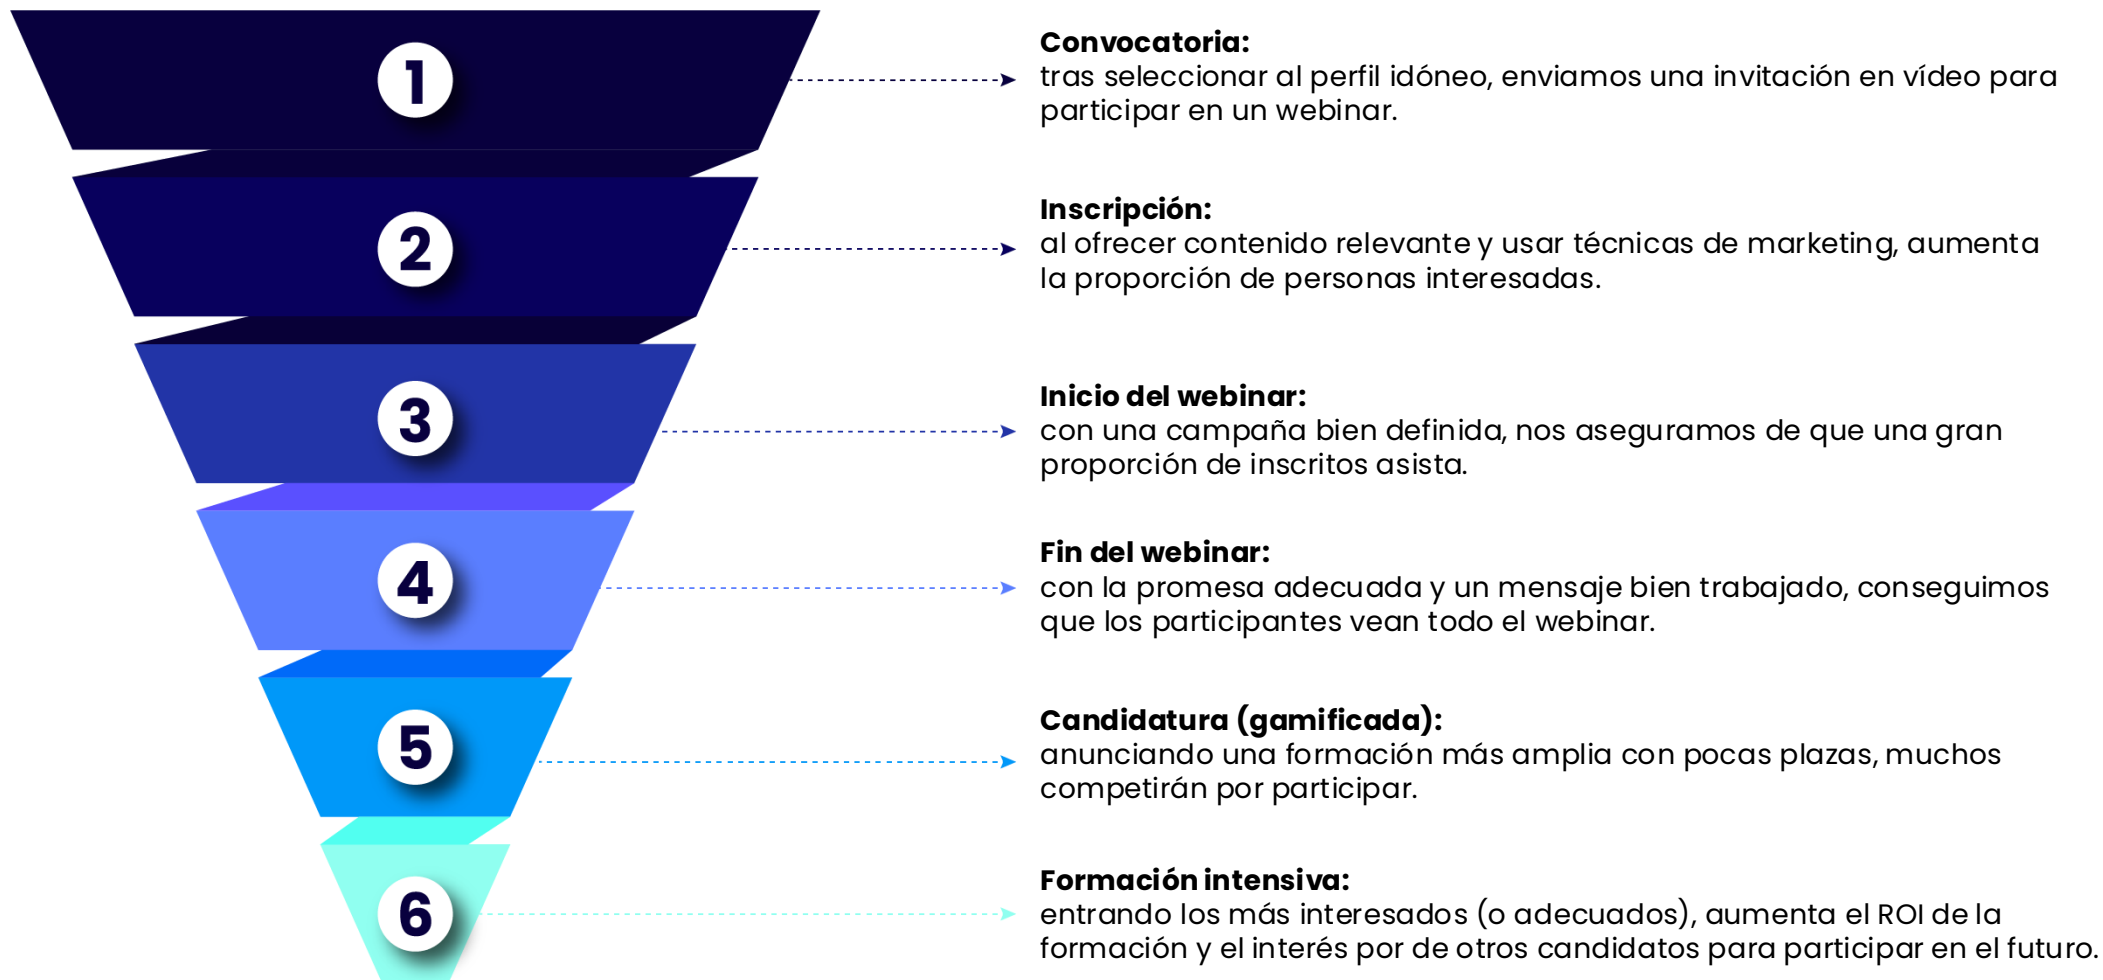 1
Convocatoria:
tras seleccionar al perfil idóneo, enviamos una invitación en vídeo para
participar en un webinar.
2
Inscripción:
al ofrecer contenido relevante y usar técnicas de marketing, aumenta
la proporción de personas interesadas.
3
Inicio del webinar:
con una campaña bien definida, nos aseguramos de que una gran
proporción de inscritos asista.
4
Fin del webinar:
con la promesa adecuada y un mensaje bien trabajado, conseguimos
que los participantes vean todo el webinar.
5
Candidatura (gamificada):
anunciando una formación más amplia con pocas plazas, muchos
competirán por participar.
6
Formación intensiva:
entrando los más interesados (o adecuados), aumenta el ROI de la
formación y el interés por de otros candidatos para participar en el futuro.